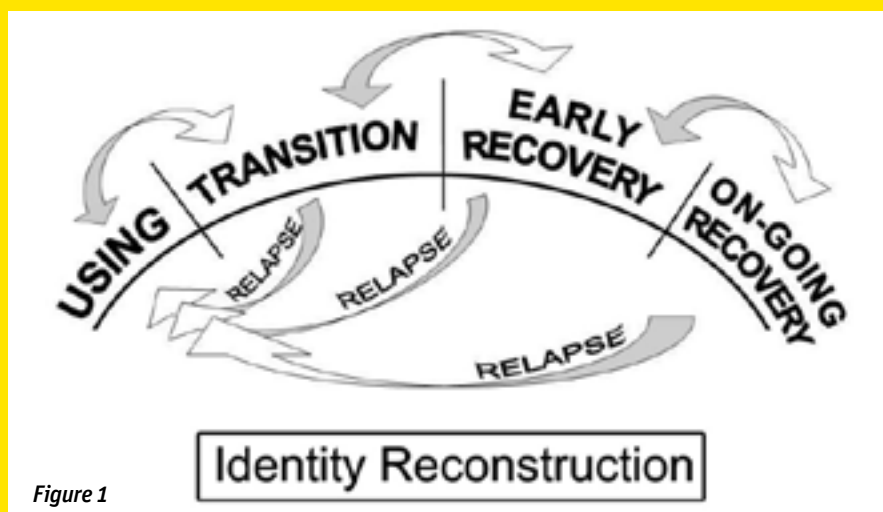 USING
TRANSITION
EARLY
RECOVERY
ON-GOING
RECOVERY
RELAPSE
RELAPSE
RELAPSE
Identity Reconstruction
Figure 1